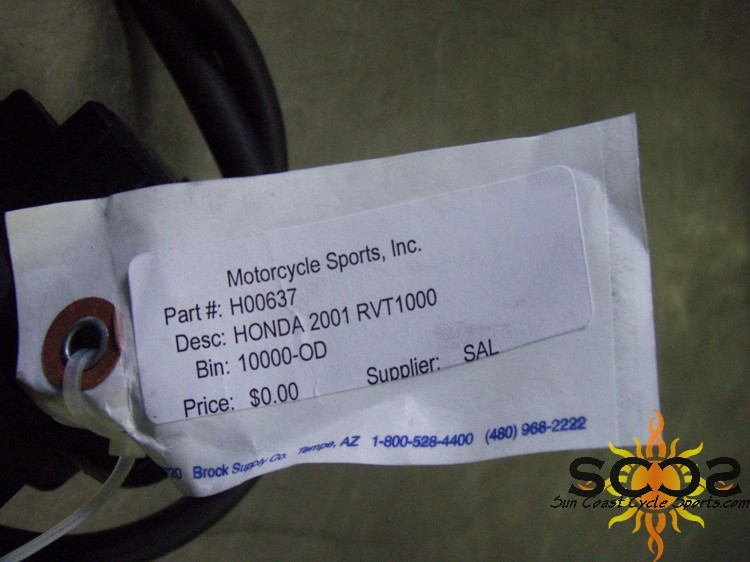 Motorcycle Sports, Inc.
Part #: H00637
Desc: HONDA 2001 RVT1000
Bin: 10000-OD
Price: $0.00 Supplier: SAL
20 Brock Supply Co. Tempe, AZ 1-800-528-4400 (480) 968-2222
SCCS
Sun Coast Cycle Sports.com